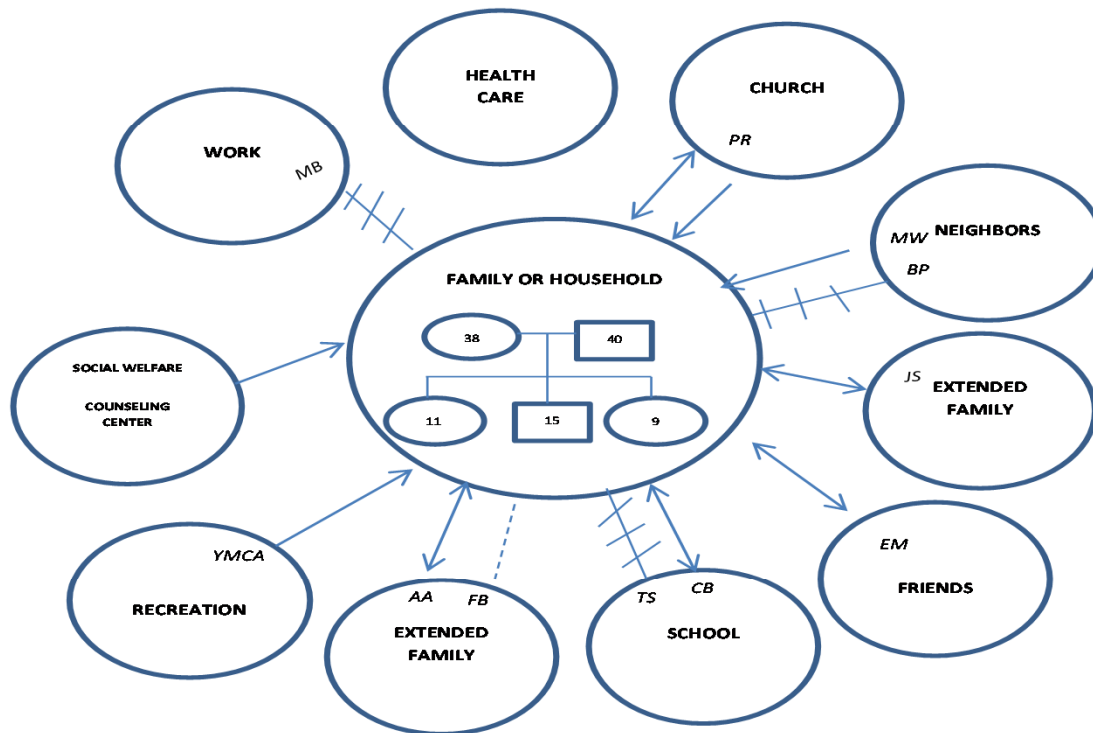 HEALTH
CARE
CHURCH
PR
WORK
MB
MW
NEIGHBORS
BP
FAMILY OR HOUSEHOLD
38
40
11
15
9
SOCIAL WELFARE
COUNSELING
CENTER
JS
EXTENDED
FAMILY
YMCA
RECREATION
AA
FB
EXTENDED
FAMILY
TS
CB
SCHOOL
EM
FRIENDS